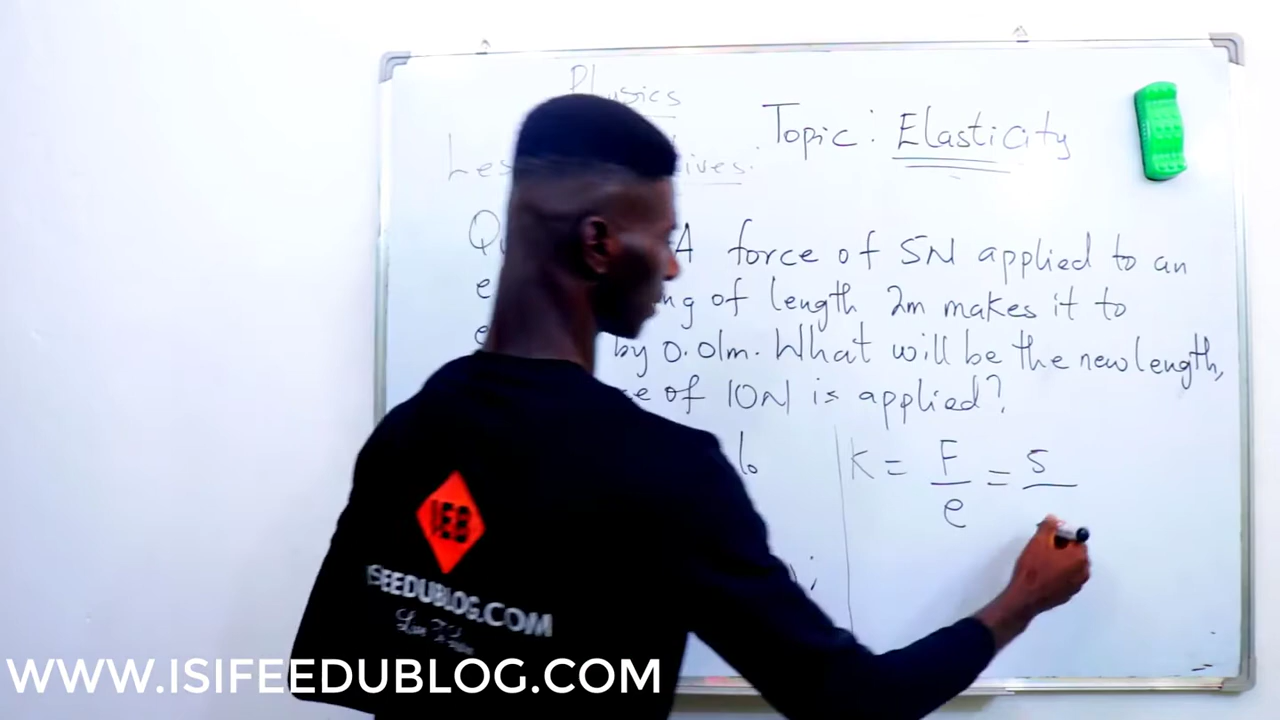 Physics
Topic: Elasticity
A force of 5N applied to an
of length 2m makes it to
by 0.01m. What will be the new length,
of 10N is applied?
K = F/e = 5
IEB
ISEEDUBLOG.COM
WWW.ISIFEEDUBLOG.COM